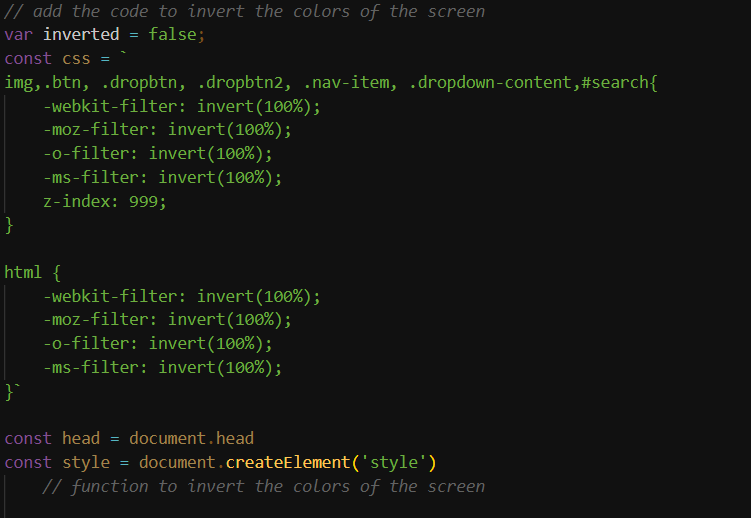 // add the code to invert the colors of the screen
var inverted = false;
const css = `
img,.btn, .dropbtn, .dropbtn2, .nav-item, .dropdown-content,#search{
    -webkit-filter: invert(100%);
    -moz-filter: invert(100%);
    -o-filter: invert(100%);
    -ms-filter: invert(100%);
    z-index: 999;
}

html {
    -webkit-filter: invert(100%);
    -moz-filter: invert(100%);
    -o-filter: invert(100%);
    -ms-filter: invert(100%);
}`

const head = document.head
const style = document.createElement('style')
    // function to invert the colors of the screen